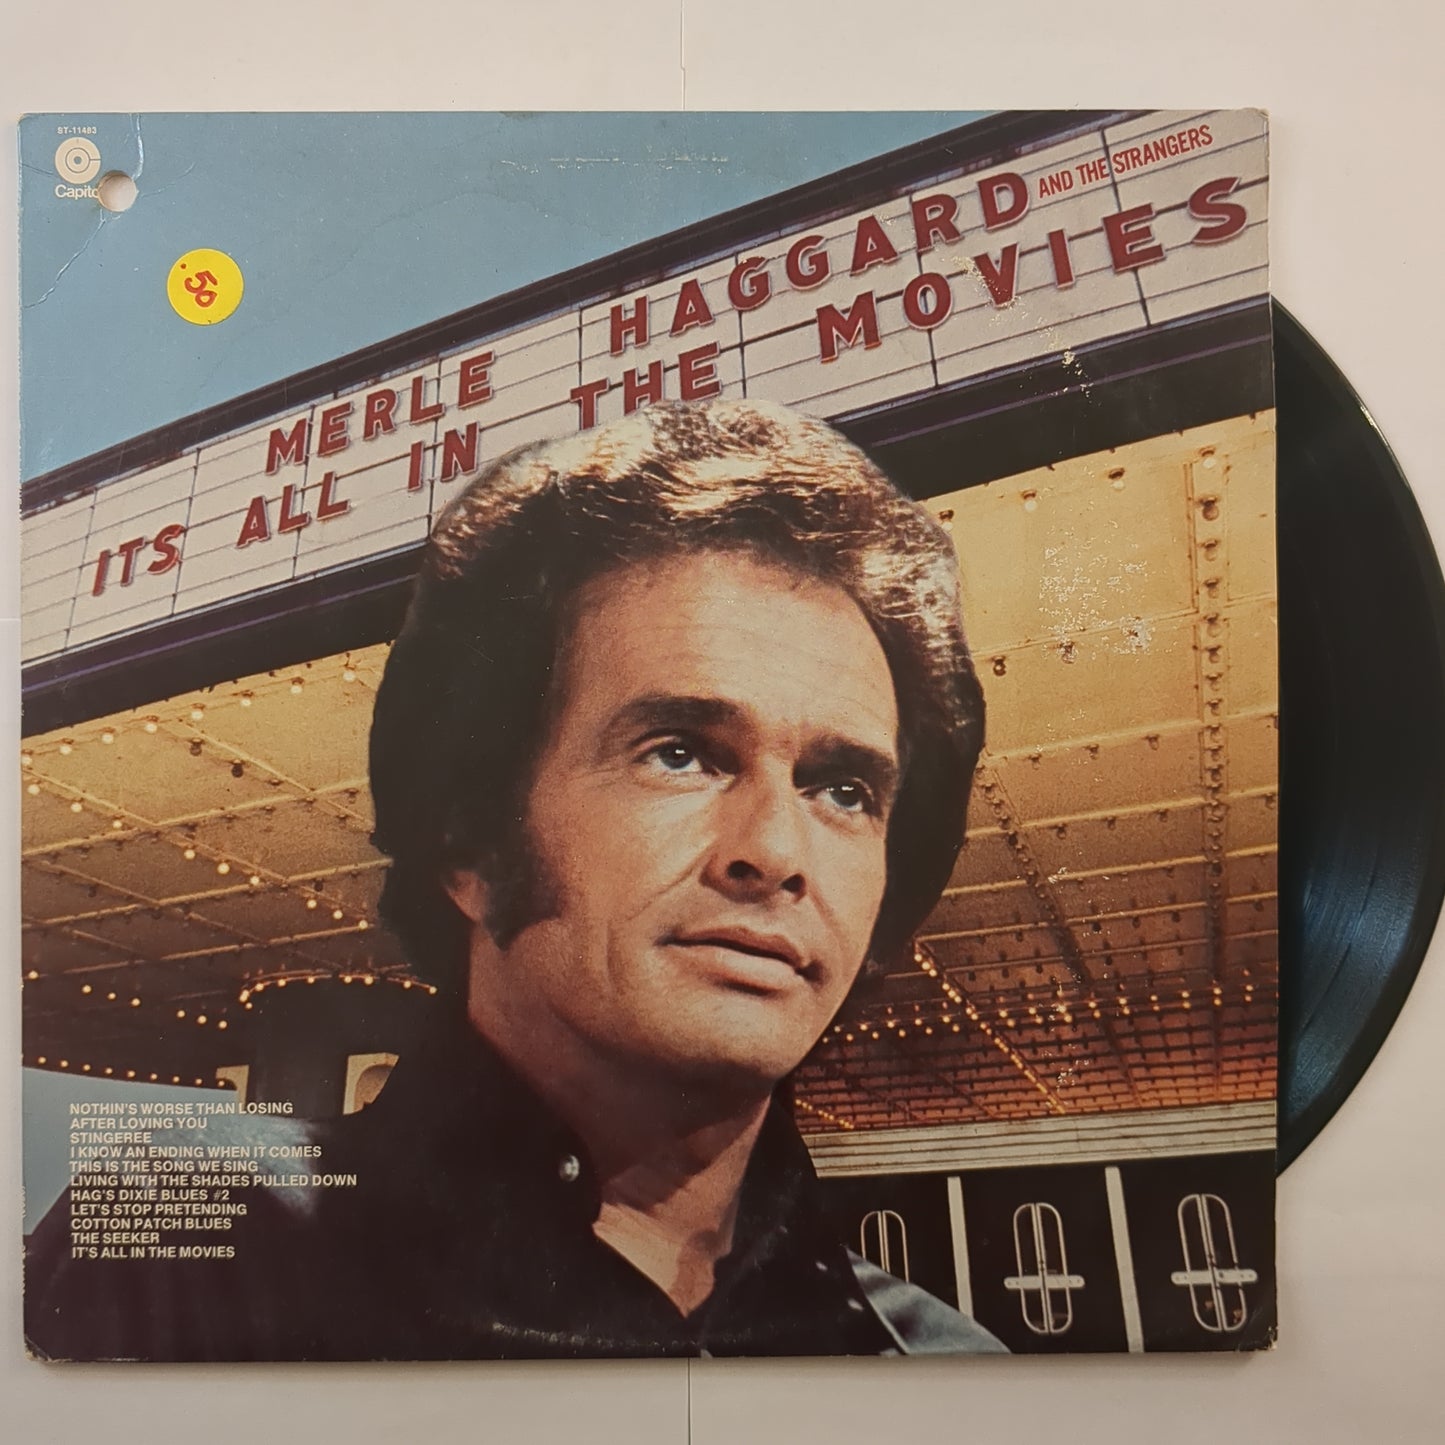 ST-11483
Capito
.50
MERLE HAGGARD AND THE STRANGERS
ITS ALL IN THE MOVIES
NOTHIN'S WORSE THAN LOSING
AFTER LOVING YOU
STINGEREE
I KNOW AN ENDING WHEN IT COMES
THIS IS THE SONG WE SING
LIVING WITH THE SHADES PULLED DOWN
HAG'S DIXIE BLUES #2
LET'S STOP PRETENDING
COTTON PATCH BLUES
THE SEEKER
IT'S ALL IN THE MOVIES